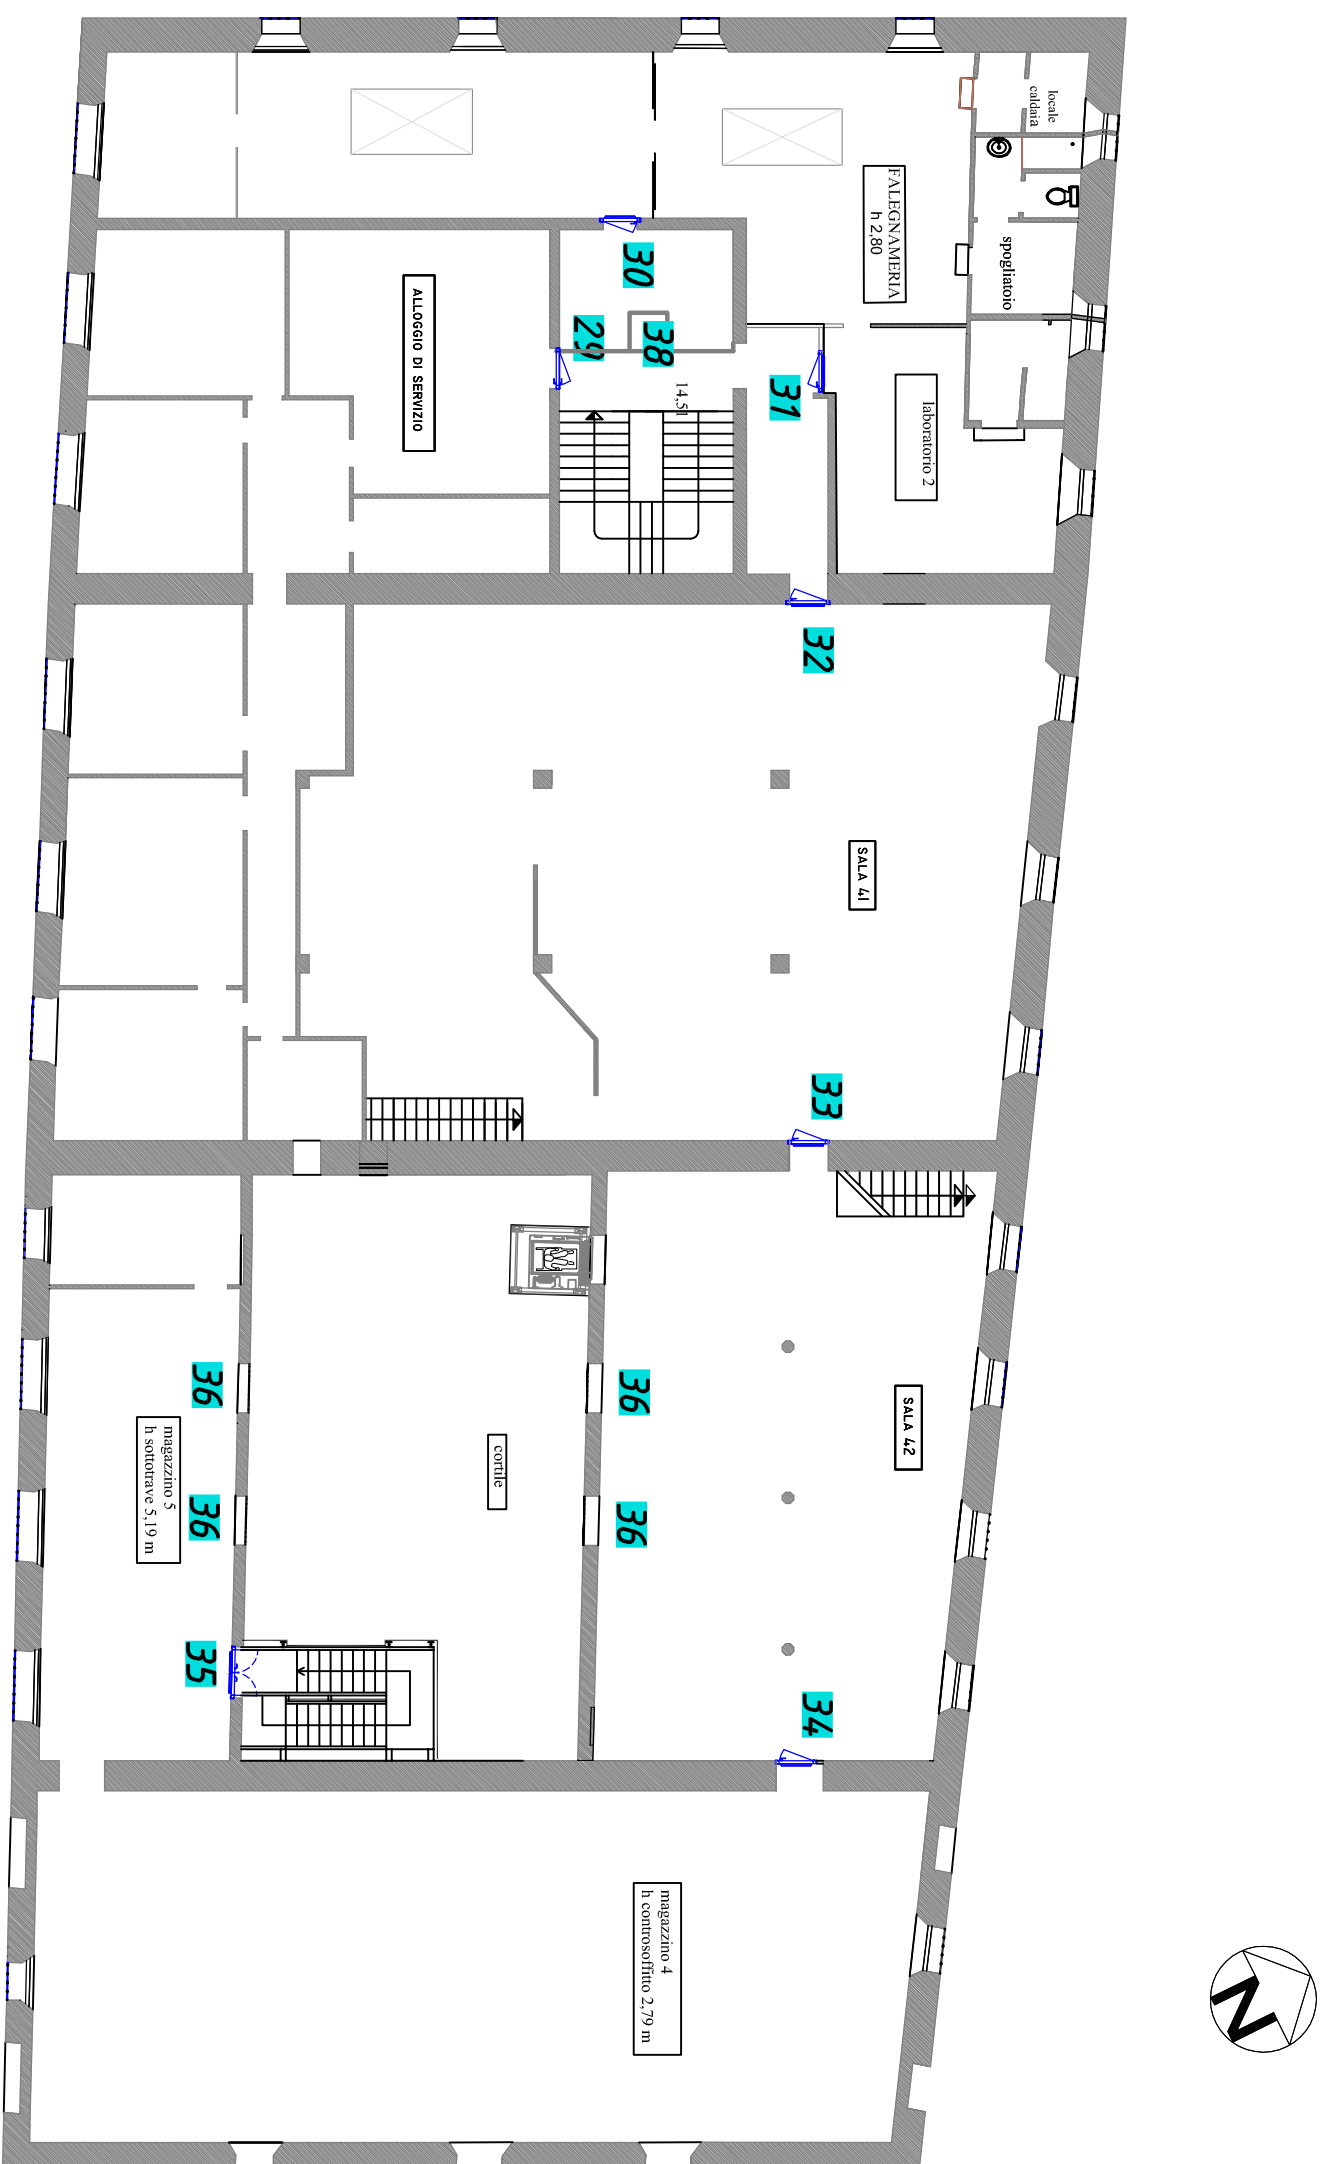 locale
caldaia
FALEGNAMERIA
h 2,80
spogliatoio
30
29
38
14,51
31
ALLOGGIO DI SERVIZIO
laboratorio 2
32
SALA 41
33
36
36
SALA 42
magazzino 5
h sottotrave 5,19 m
cortile
36
36
35
34
magazzino 4
h controsoffitto 2,79 m
N